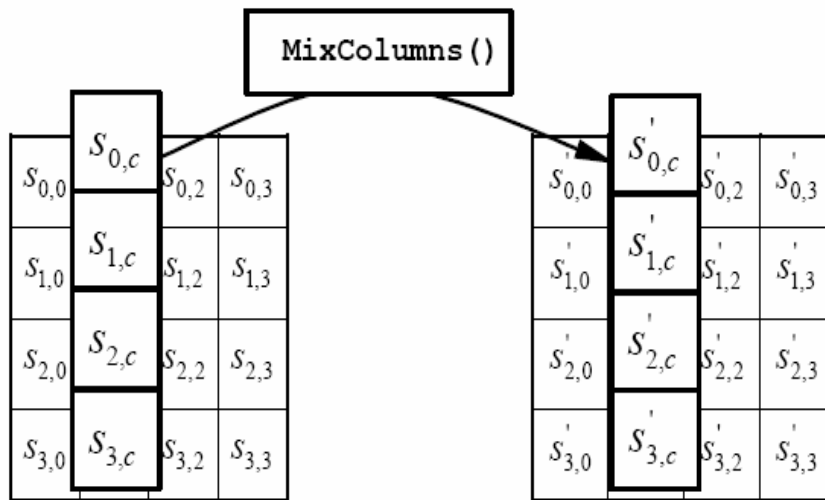 MixColumns()
s0,0 s0,c s0,2 s0,3 s'0,0 s'0,c s'0,2 s'0,3
s1,0 s1,c s1,2 s1,3 s'1,0 s'1,c s'1,2 s'1,3
s2,0 s2,c s2,2 s2,3 s'2,0 s'2,c s'2,2 s'2,3
s3,0 s3,c s3,2 s3,3 s'3,0 s'3,c s'3,2 s'3,3